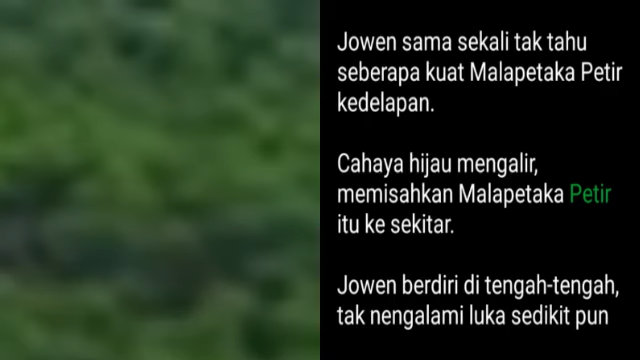 Jowen sama sekali tak tahu
seberapa kuat Malapetaka Petir
kedelapan.
Cahaya hijau mengalir,
memisahkan Malapetaka Petir
itu ke sekitar.
Jowen berdiri di tengah-tengah,
tak nengalami luka sedikit pun